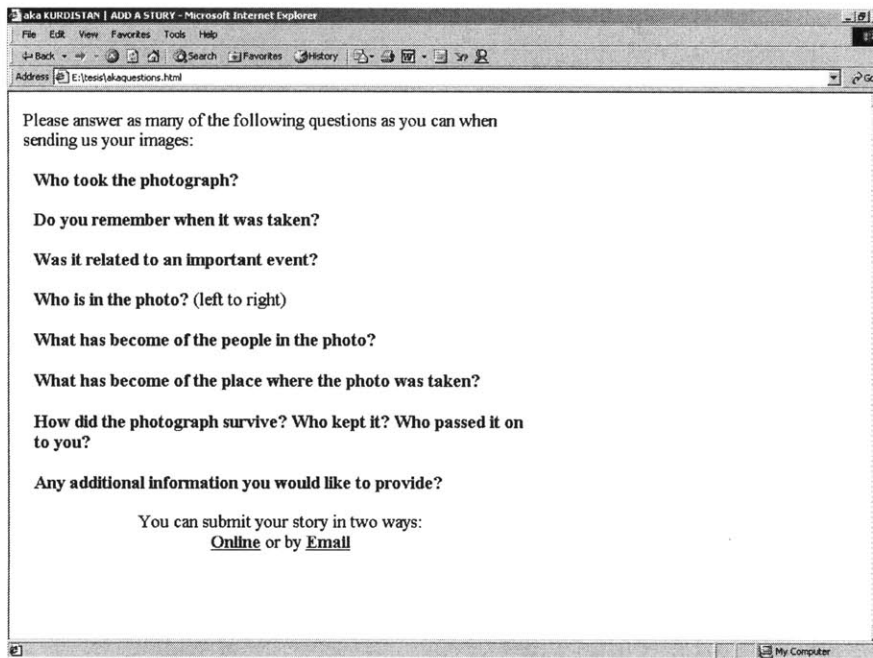 aka KURDISTAN | ADD A STORY - Microsoft Internet Explorer
File Edit View Favorites Tools Help
Back Search Favorites History
Address E:\tesis\akaquestions.html Go
Please answer as many of the following questions as you can when
sending us your images:
Who took the photograph?
Do you remember when it was taken?
Was it related to an important event?
Who is in the photo? (left to right)
What has become of the people in the photo?
What has become of the place where the photo was taken?
How did the photograph survive? Who kept it? Who passed it on
to you?
Any additional information you would like to provide?
You can submit your story in two ways:
Online or by Email
My Computer